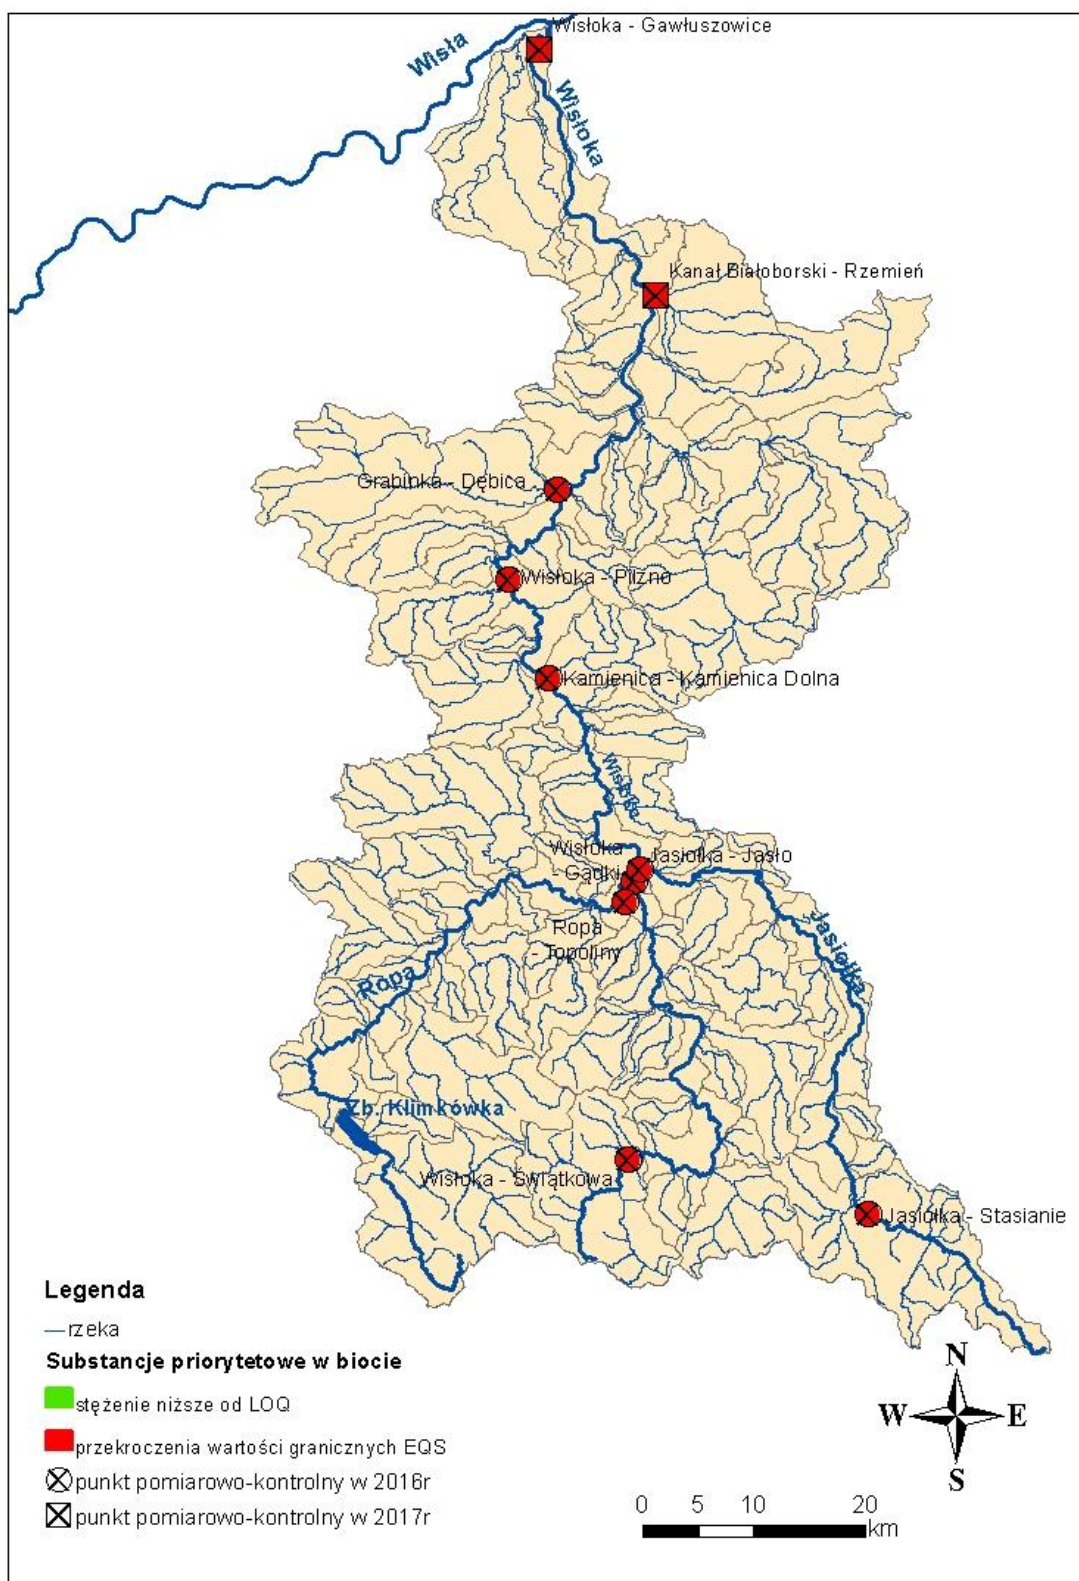 Wisłoka - Gawłuszowice
Wisła
Wisłoka
Kanał Białoborski - Rzemień
Grabinka - Dębica
Wisłoka - Pilzno
Kamienica - Kamienica Dolna
Wisłoka
Wisłoka
- Gądki
Jasiołka - Jasło
Ropa
- Topoliny
Jasiołka
Ropa
Zb. Klimkówka
Wisłoka - Świątkowa
Jasiołka - Stasianie
Legenda
rzeka
Substancje priorytetowe w biocie
stężenie niższe od LOQ
przekroczenia wartości granicznych EQS
punkt pomiarowo-kontrolny w 2016r
punkt pomiarowo-kontrolny w 2017r
N
W E
S
0 5 10 20
km